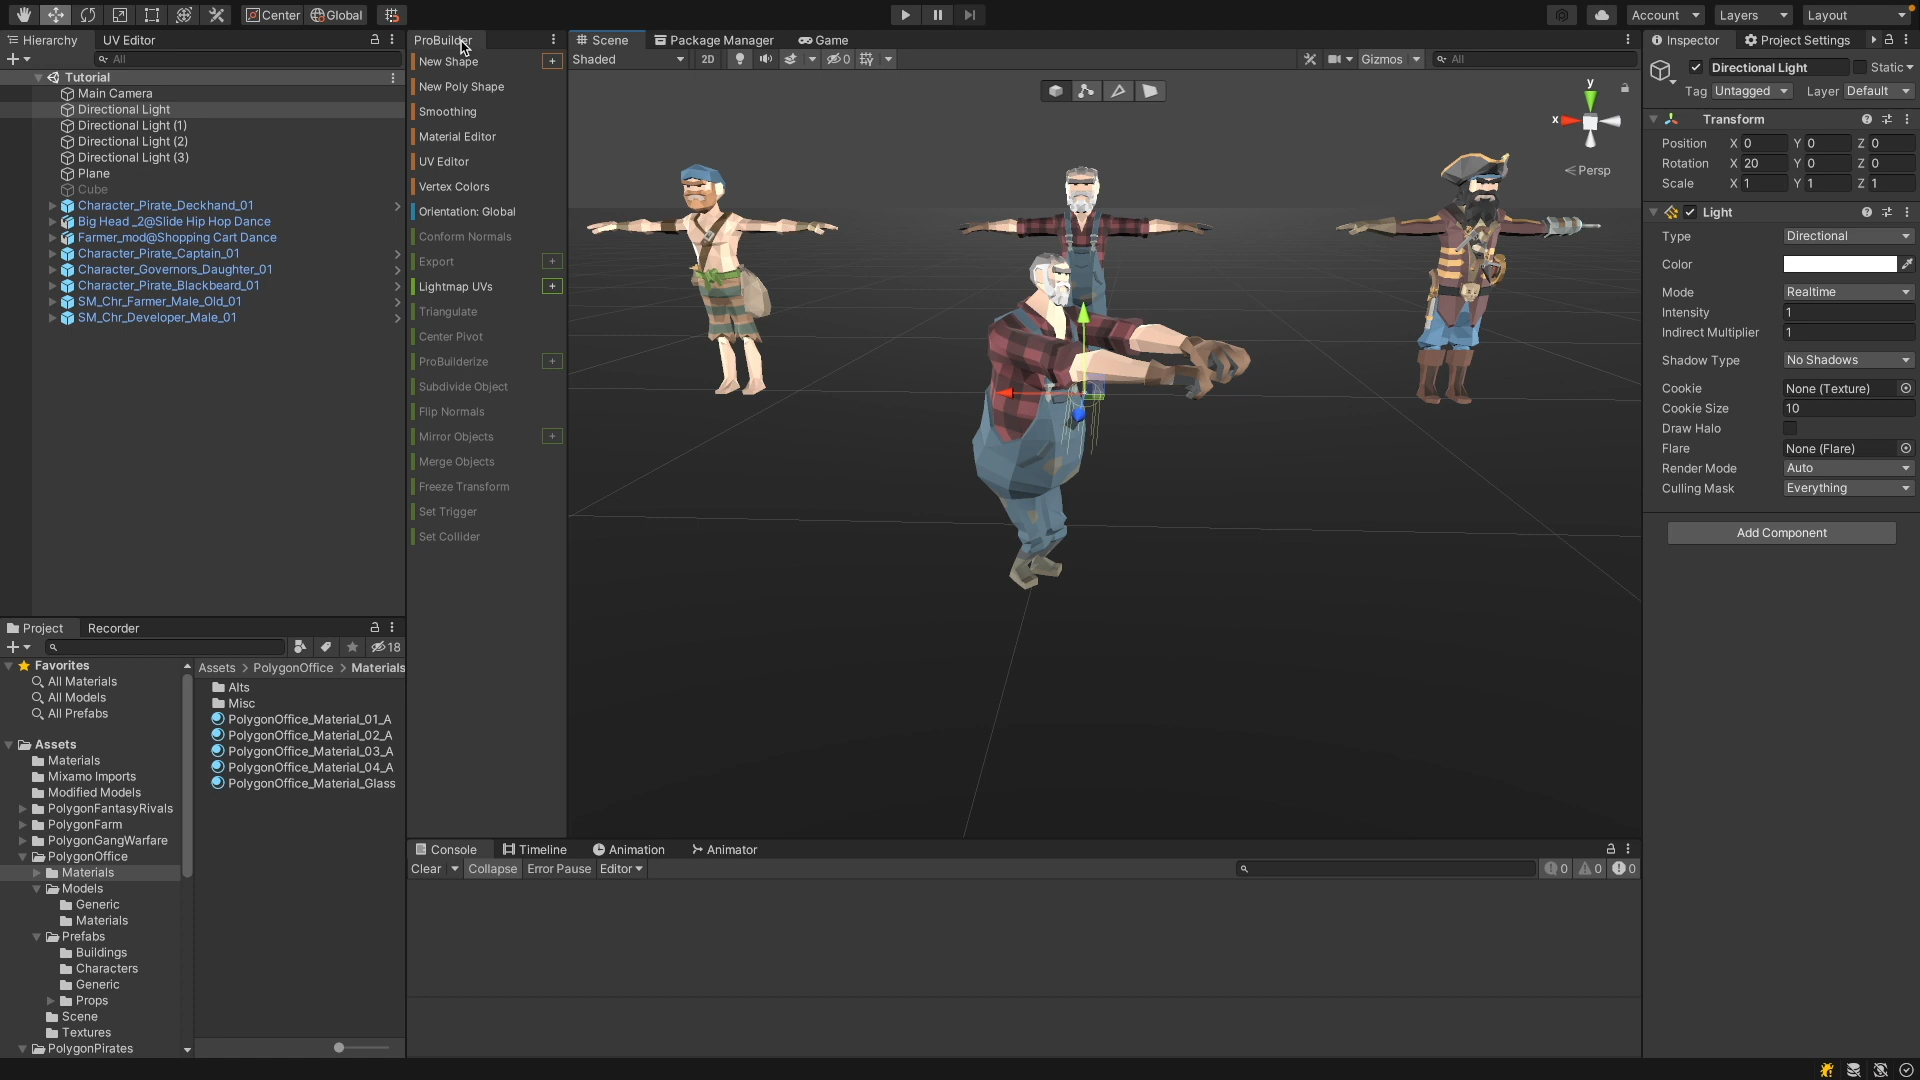 Center Global
Account Layers Layout
Hierarchy UV Editor
All
Tutorial
Main Camera
Directional Light
Directional Light (1)
Directional Light (2)
Directional Light (3)
Plane
Cube
Character_Pirate_Deckhand_01
Big Head _2@Slide Hip Hop Dance
Farmer_mod@Shopping Cart Dance
Character_Pirate_Captain_01
Character_Governors_Daughter_01
Character_Pirate_Blackbeard_01
SM_Chr_Farmer_Male_Old_01
SM_Chr_Developer_Male_01
ProBuilder
New Shape
New Poly Shape
Smoothing
Material Editor
UV Editor
Vertex Colors
Orientation: Global
Conform Normals
Export
Lightmap UVs
Triangulate
Center Pivot
ProBuilderize
Subdivide Object
Flip Normals
Mirror Objects
Merge Objects
Freeze Transform
Set Trigger
Set Collider
Scene Package Manager Game
Shaded 2D 0 Gizmos All
y
x
< Persp
Inspector Project Settings
Directional Light Static
Tag Untagged Layer Default
Transform
Position X 0 Y 0 Z 0
Rotation X 20 Y 0 Z 0
Scale X 1 Y 1 Z 1
Light
Type Directional
Color
Mode Realtime
Intensity 1
Indirect Multiplier 1
Shadow Type No Shadows
Cookie None (Texture)
Cookie Size 10
Draw Halo
Flare None (Flare)
Render Mode Auto
Culling Mask Everything
Add Component
Project Recorder
18
Favorites
All Materials
All Models
All Prefabs
Assets
Materials
Mixamo Imports
Modified Models
PolygonFantasyRivals
PolygonFarm
PolygonGangWarfare
PolygonOffice
Materials
Models
Generic
Materials
Prefabs
Buildings
Characters
Generic
Props
Scene
Textures
PolygonPirates
Assets > PolygonOffice > Materials
Alts
Misc
PolygonOffice_Material_01_A
PolygonOffice_Material_02_A
PolygonOffice_Material_03_A
PolygonOffice_Material_04_A
PolygonOffice_Material_Glass
Console Timeline Animation Animator
Clear Collapse Error Pause Editor 0 0 0